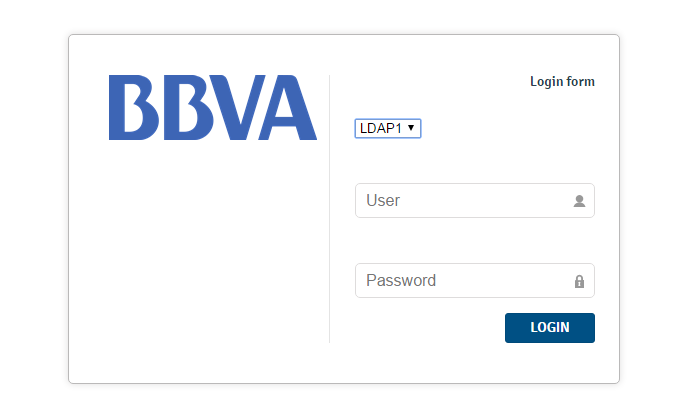 BBVA
Login form
LDAP1
User
Password
LOGIN